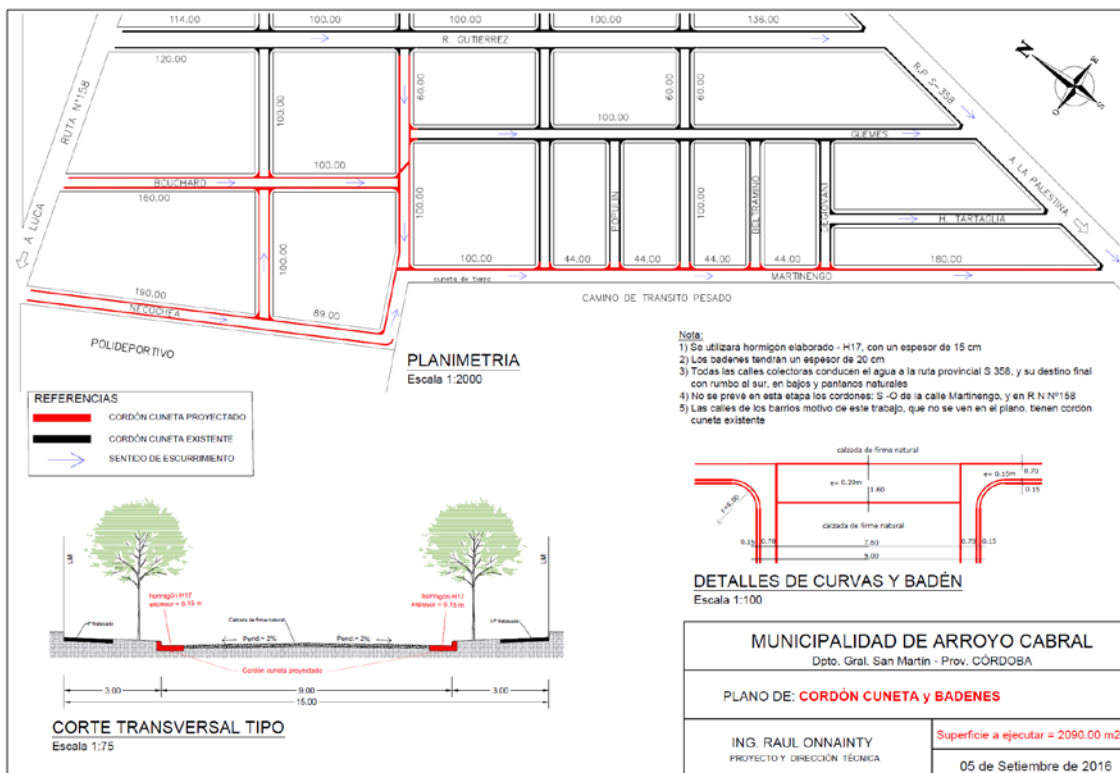 114.00
100.00
100.00
100.00
136.00
R. GUTIERREZ
120.00
100.00
60.00
60.00
60.00
100.00
R.P. S-358
RUTA N°158
GUEMES
100.00
BOUCHARD
160.00
100.00
100.00
100.00
POPULIN
BELTRAMINO
DEGIOVANI
A LA PALESTINA
H. TARTAGLIA
A LUCA
100.00
44.00
44.00
44.00
44.00
180.00
cuneta de tierra
MARTINENGO
190.00
NECOCHEA
89.00
CAMINO DE TRANSITO PESADO
POLIDEPORTIVO
N
E
S
O
PLANIMETRIA
Escala 1:2000
Nota:
1) Se utilizará hormigón elaborado - H17, con un espesor de 15 cm
2) Los badenes tendrán un espesor de 20 cm
3) Todas las calles colectoras conducen el agua a la ruta provincial S 358, y su destino final
con rumbo al sur, en bajos y pantanos naturales
4) No se preve en esta etapa los cordones: S -O de la calle Martinengo, y en R N Nº158
5) Las calles de los barrios motivo de este trabajo, que no se ven en el plano, tienen cordón
cuneta existente
REFERENCIAS
CORDÓN CUNETA PROYECTADO
CORDÓN CUNETA EXISTENTE
SENTIDO DE ESCURRIMIENTO
calzada de firme natural
e= 0.20m
1.60
e= 0.15m
0.70
0.15
r=6.00
calzada de firme natural
0.15
0.70
7.60
0.70
0.15
9.00
DETALLES DE CURVAS Y BADÉN
Escala 1:100
LM
LM
hormigón H17
espesor = 0.15 m
hormigón H17
espesor = 0.15 m
Calzada de firme natural
Pend.= 2%
Pend.= 2%
Cordón cuneta proyectado
3.00
9.00
3.00
15.00
CORTE TRANSVERSAL TIPO
Escala 1:75
MUNICIPALIDAD DE ARROYO CABRAL
Dpto. Gral. San Martin - Prov. CÓRDOBA
PLANO DE: CORDÓN CUNETA y BADENES
ING. RAUL ONNAINTY
PROYECTO Y DIRECCIÓN TÉCNICA
Superficie a ejecutar = 2090.00 m2
05 de Setiembre de 2016